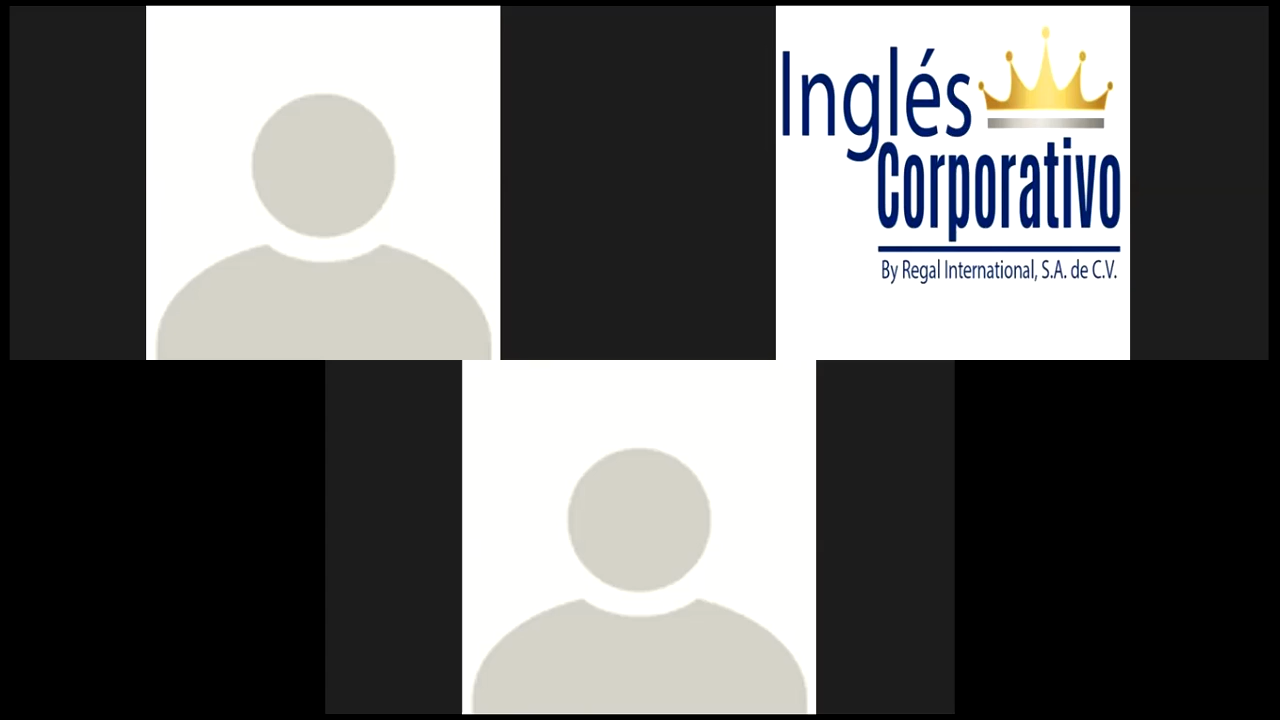 Inglés
Corporativo
By Regal International, S.A. de C.V.